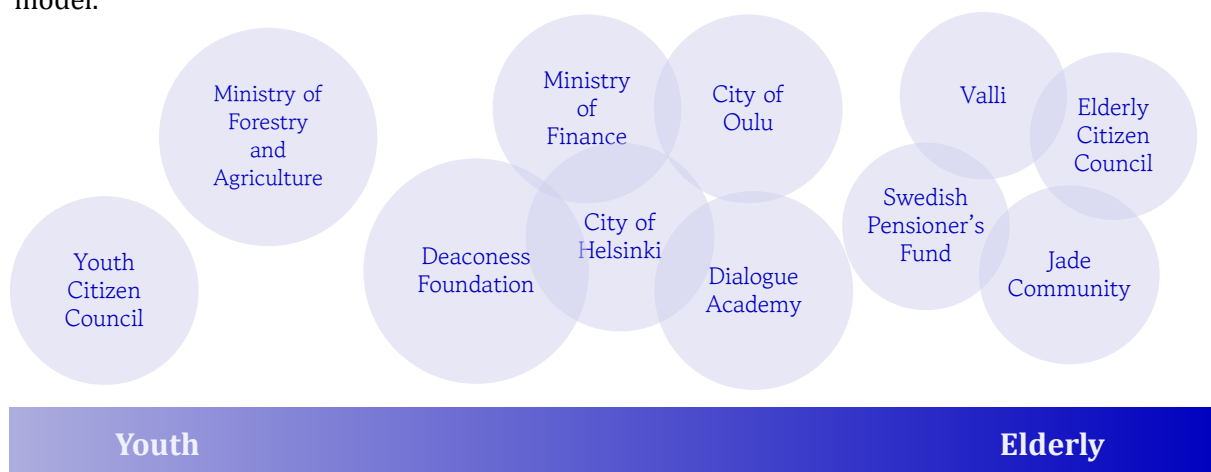 model.
Ministry of
Forestry
and
Agriculture
Youth
Citizen
Council
Ministry
of
Finance
City of
Oulu
Deaconess
Foundation
City of
Helsinki
Dialogue
Academy
Valli
Elderly
Citizen
Council
Swedish
Pensioner’s
Fund
Jade
Community
Youth
Elderly